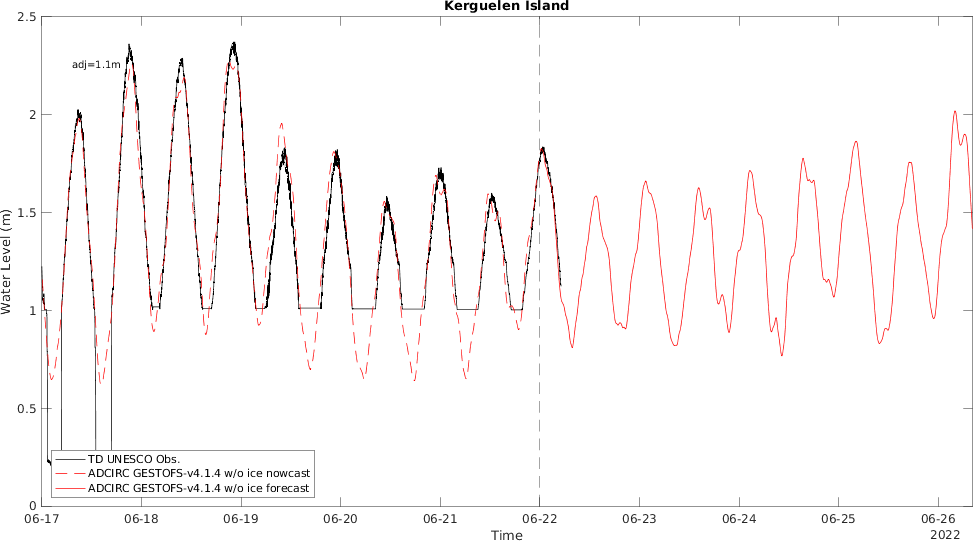 Kerguelen Island
2.5
adj=1.1m
2
1.5
1
0.5
0
Water Level (m)
TD UNESCO Obs.
ADCIRC GESTOFS-v4.1.4 w/o ice nowcast
ADCIRC GESTOFS-v4.1.4 w/o ice forecast
06-17 06-18 06-19 06-20 06-21 06-22 06-23 06-24 06-25 06-26
Time 2022